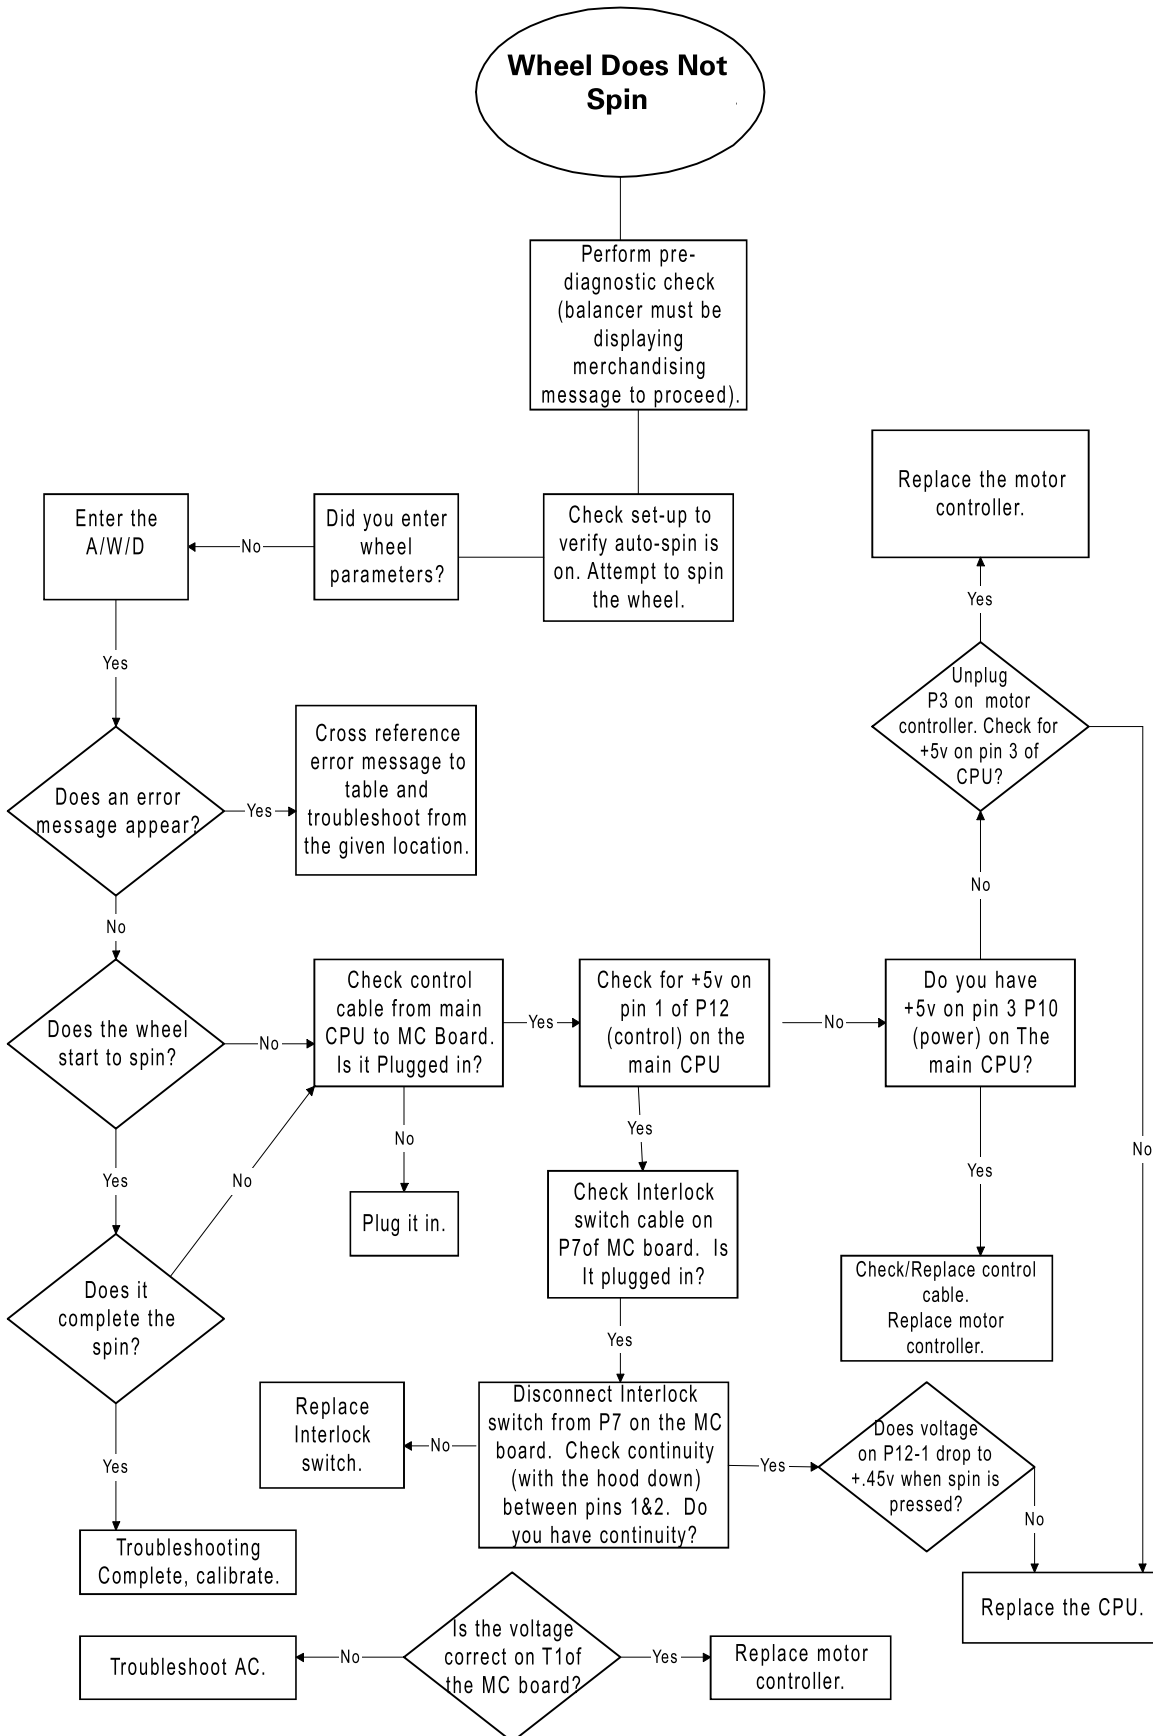 Wheel Does Not
Spin
Perform pre-
diagnostic check
(balancer must be
displaying
merchandising
message to proceed).
Replace the motor
controller.
Enter the
A/W/D
No
Did you enter
wheel
parameters?
Check set-up to
verify auto-spin is
on. Attempt to spin
the wheel.
Yes
Yes
Unplug
P3 on motor
controller. Check for
+5v on pin 3 of
CPU?
Cross reference
error message to
table and
troubleshoot from
the given location.
Does an error
message appear?
Yes
No
No
Does the wheel
start to spin?
No
Check control
cable from main
CPU to MC Board.
Is it Plugged in?
Yes
Check for +5v on
pin 1 of P12
(control) on the
main CPU
No
Do you have
+5v on pin 3 P10
(power) on The
main CPU?
Yes
No
No
Yes
Yes
No
Plug it in.
Check Interlock
switch cable on
P7of MC board. Is
It plugged in?
Does it
complete the
spin?
Check/Replace control
cable.
Replace motor
controller.
Yes
Yes
Replace
Interlock
switch.
No
Disconnect Interlock
switch from P7 on the MC
board. Check continuity
(with the hood down)
between pins 1&2. Do
you have continuity?
Yes
Does voltage
on P12-1 drop to
+.45v when spin is
pressed?
No
Troubleshooting
Complete, calibrate.
Replace the CPU.
Troubleshoot AC.
No
Is the voltage
correct on T1of
the MC board?
Yes
Replace motor
controller.